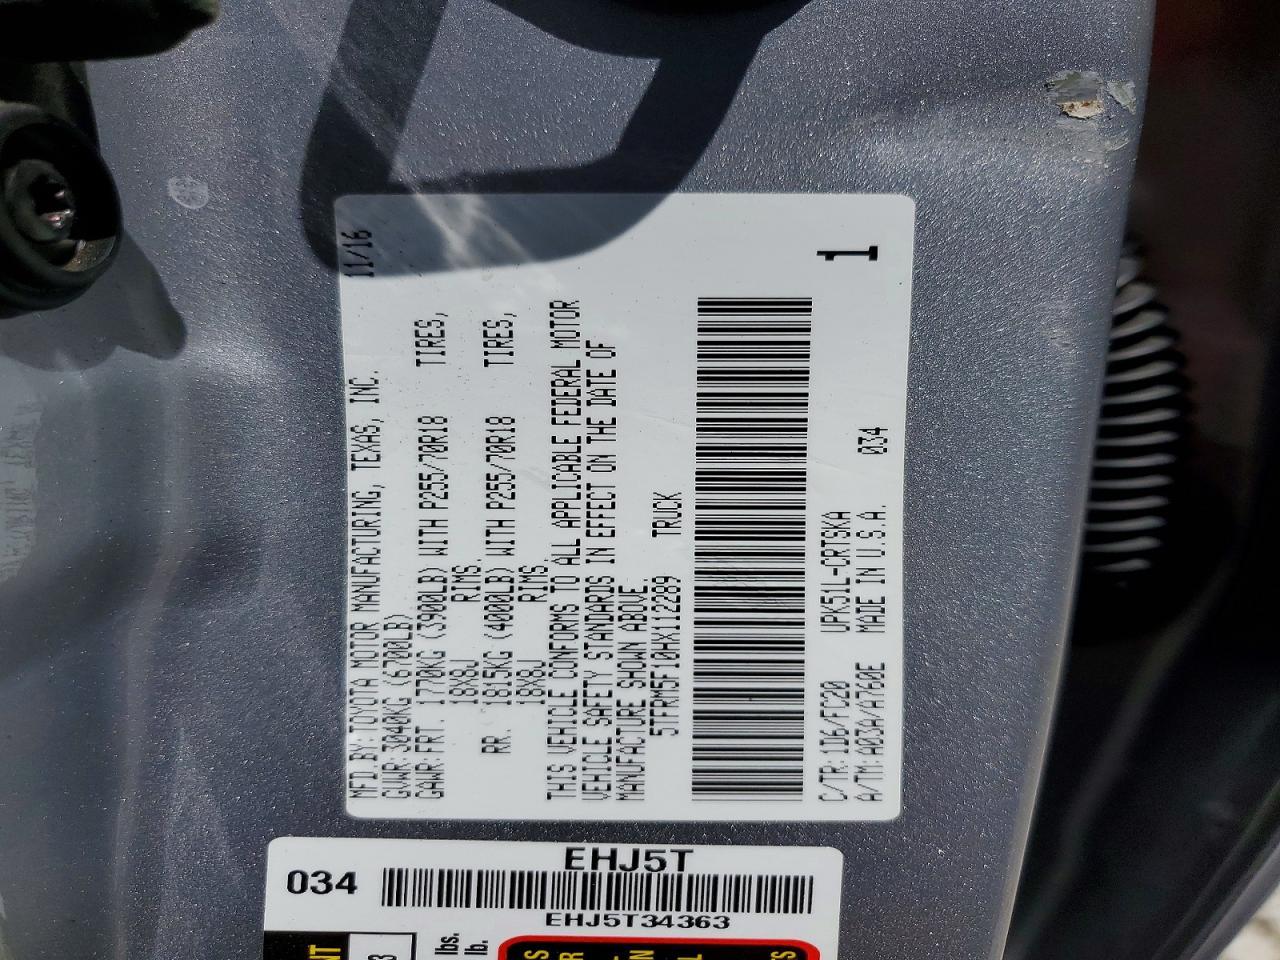 MFD.BY:TOYOTA MOTOR MANUFACTURING, TEXAS, INC. 11/16
GVWR:3040KG (6700LB)
GAWR:FRT. 1770KG (3900LB) WITH P255/70R18 TIRES,
18X8J RIMS.
RR. 1815KG (4000LB) WITH P255/70R18 TIRES,
18X8J RIMS.
THIS VEHICLE CONFORMS TO ALL APPLICABLE FEDERAL MOTOR
VEHICLE SAFETY STANDARDS IN EFFECT ON THE DATE OF
MANUFACTURE SHOWN ABOVE.
5TFRM5F10HX112289 TRUCK
1
C/TR:1D6/FC20 UPK51L-CRTSKA
A/TM:A23A/A760E MADE IN U.S.A. 034
EHJ5T
034
EHJ5T34363
lbs.
lb.